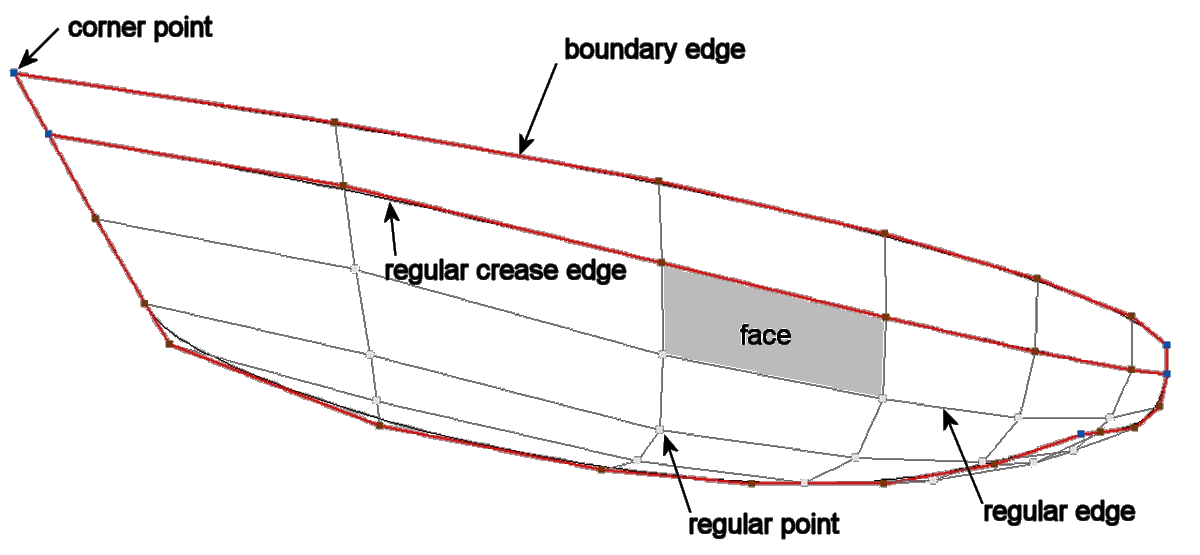 corner point
boundary edge
regular crease edge
face
regular point
regular edge